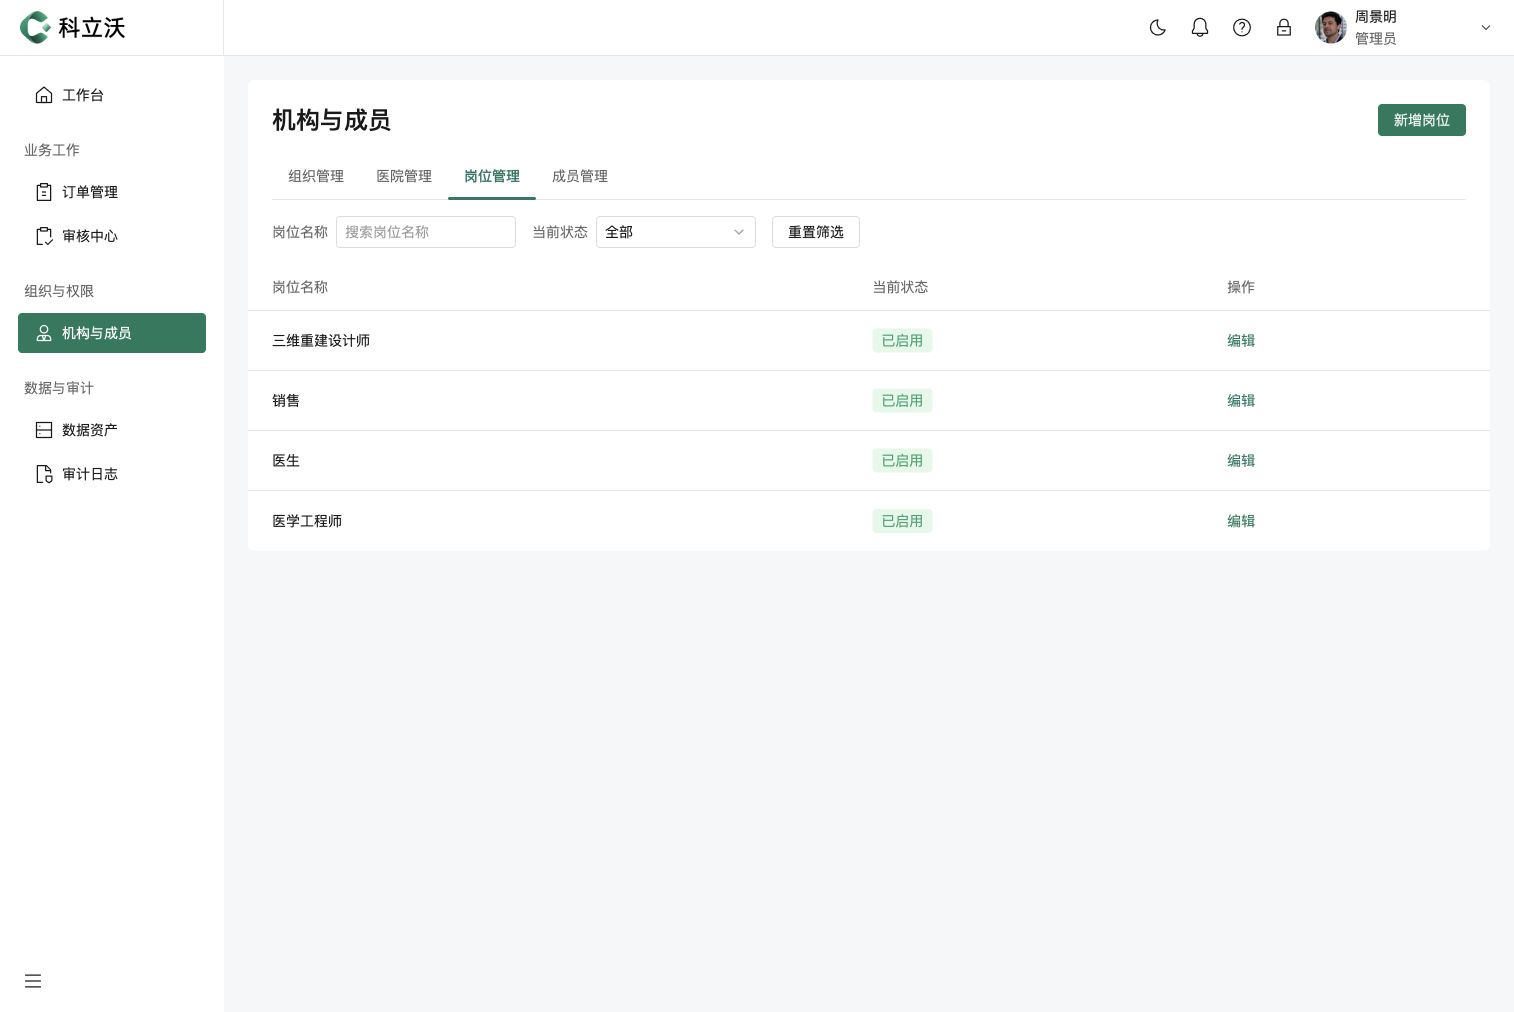 科立沃
周景明
管理员
工作台
业务工作
订单管理
审核中心
组织与权限
机构与成员
数据与审计
数据资产
审计日志
机构与成员
新增岗位
组织管理 医院管理 岗位管理 成员管理
岗位名称 搜索岗位名称 当前状态 全部 重置筛选
岗位名称 当前状态 操作
三维重建设计师 已启用 编辑
销售 已启用 编辑
医生 已启用 编辑
医学工程师 已启用 编辑